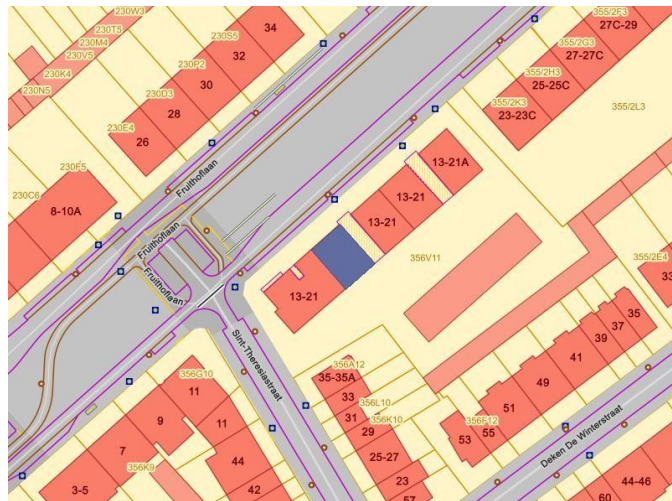 230W3
230T5
230M4
230V5
230K4
230N5
230S5
34
32
230P2
30
230D3
28
230E4
26
230F5
230C6
8-10A
Fruithoflaan
Fruithoflaan
Fruithoflaan
355/2F3
27C-29
355/2G3
27-27C
355/2H3
25-25C
355/2K3
23-23C
355/2L3
13-21A
13-21
13-21
13-21
356V11
355/2E4
33
35
37
39
41
49
51
55
53
356F12
Sint-Theresiastraat
Deken De Winterstraat
356A12
35-35A
33
356L10
31
356K10
29
25-27
23
57
356G10
11
11
9
7
3-5
356K9
44
42
44-46
60